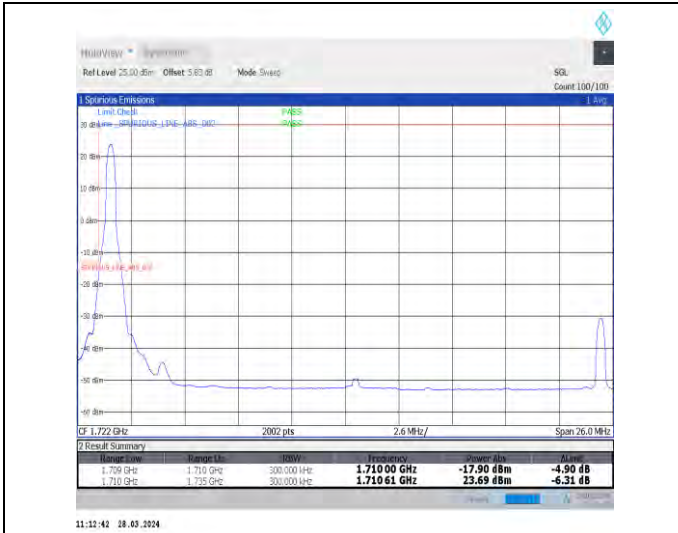 MultiView
Ref Level 25.00 dBm Offset 5.83 dB Mode Sweep SGL
Count 100/100
1 Spurious Emissions 1 Avg
Limit Check PASS
30 dBm Line _SPURIOUS_LINE_ABS_002 PASS
20 dBm
10 dBm
0 dBm
-10 dBm
-20 dBm
-30 dBm
-40 dBm
-50 dBm
-60 dBm
CF 1.722 GHz 2002 pts 2.6 MHz/ Span 26.0 MHz
2 Result Summary
Range Low Range Up RBW Frequency Power Abs ΔLimit
1.709 GHz 1.710 GHz 300.000 kHz 1.710 00 GHz -17.90 dBm -4.90 dB
1.710 GHz 1.735 GHz 300.000 kHz 1.710 61 GHz 23.69 dBm -6.31 dB
11:12:42 28.03.2024